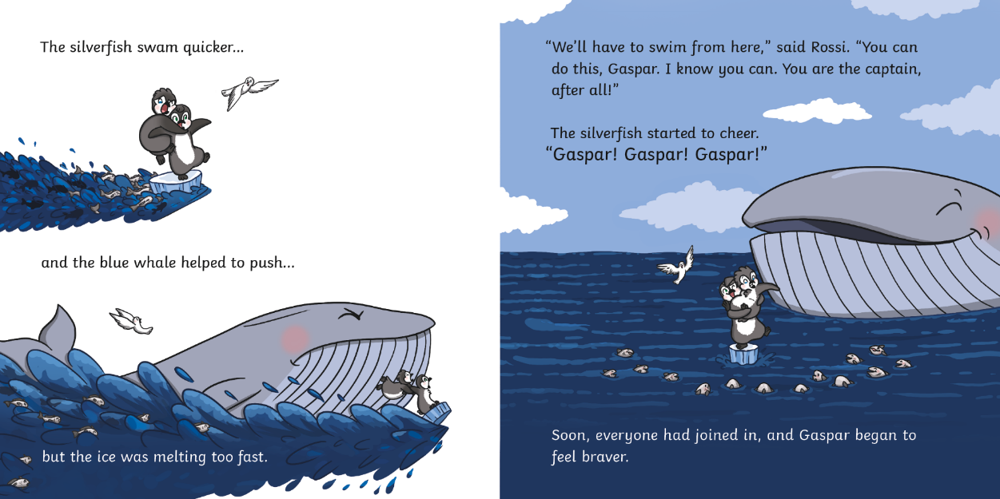 The silverfish swam quicker...
and the blue whale helped to push...
but the ice was melting too fast.
“We’ll have to swim from here,” said Rossi. “You can
do this, Gaspar. I know you can. You are the captain,
after all!”
The silverfish started to cheer.
“Gaspar! Gaspar! Gaspar!”
Soon, everyone had joined in, and Gaspar began to
feel braver.